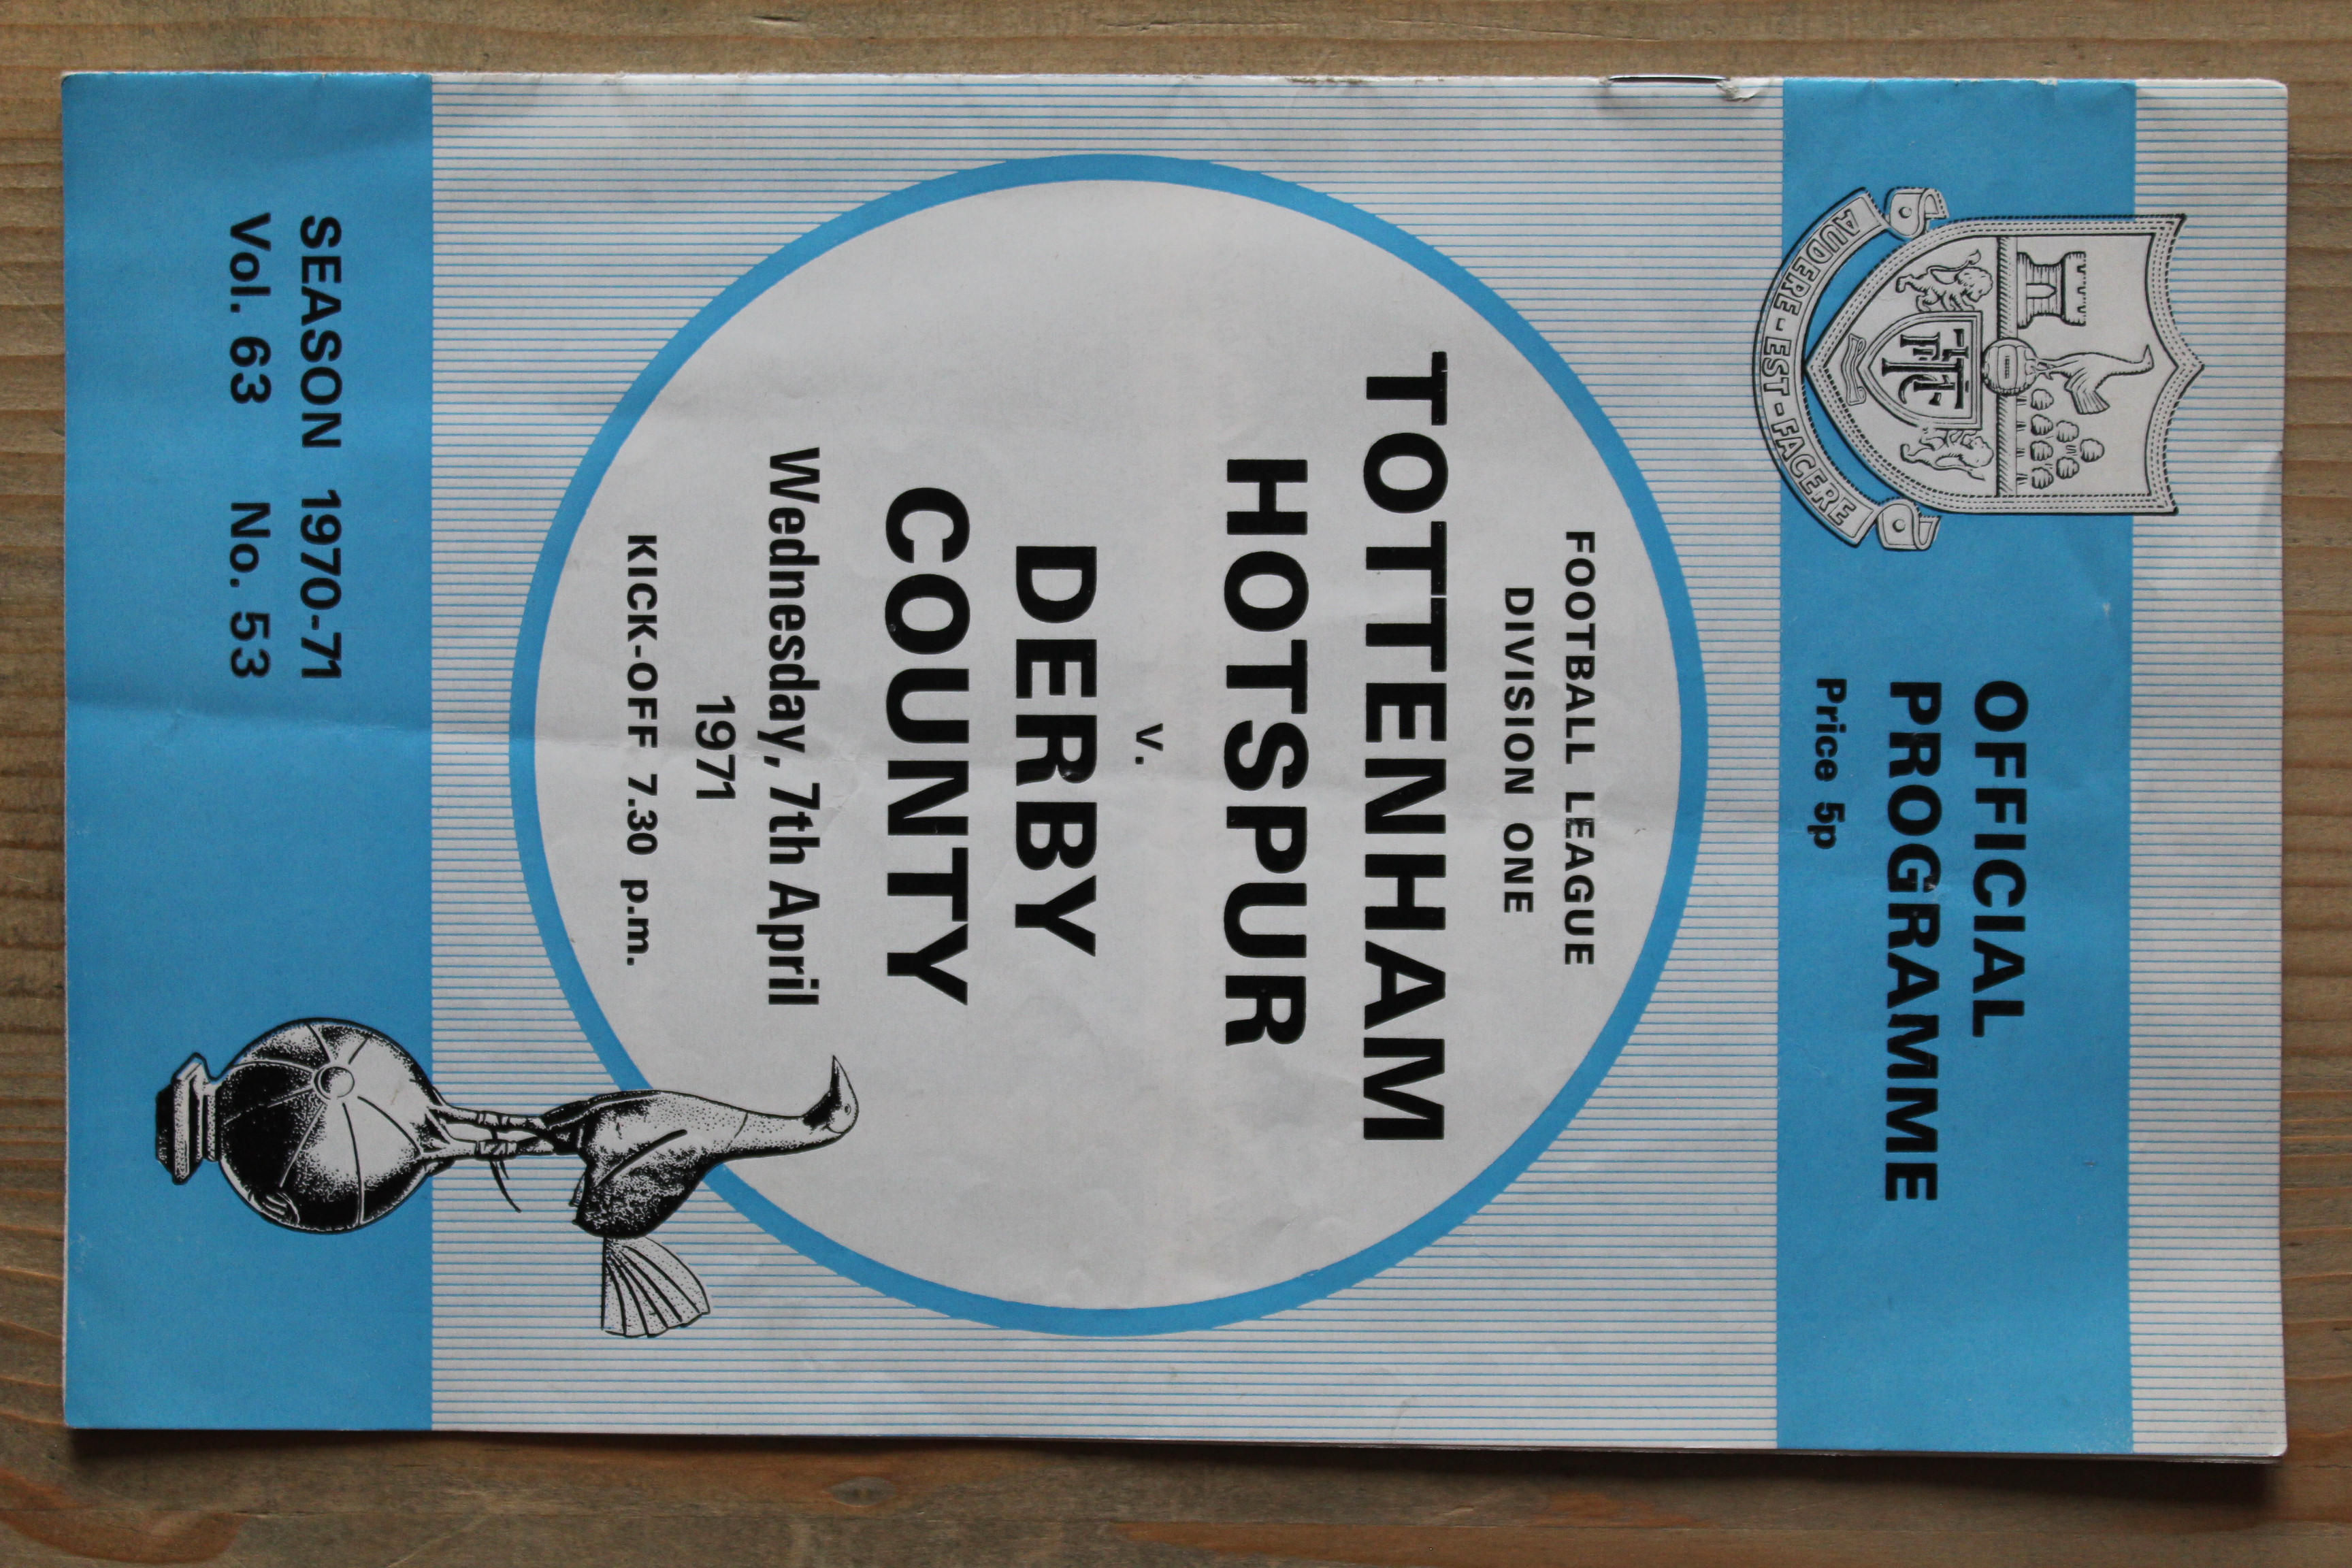 OFFICIAL
PROGRAMME
Price 5p
AUDERE - EST - FACERE
FOOTBALL LEAGUE
DIVISION ONE
TOTTENHAM
HOTSPUR
v.
DERBY
COUNTY
Wednesday, 7th April
1971
KICK-OFF 7.30 p.m.
SEASON 1970-71
Vol. 63 No. 53